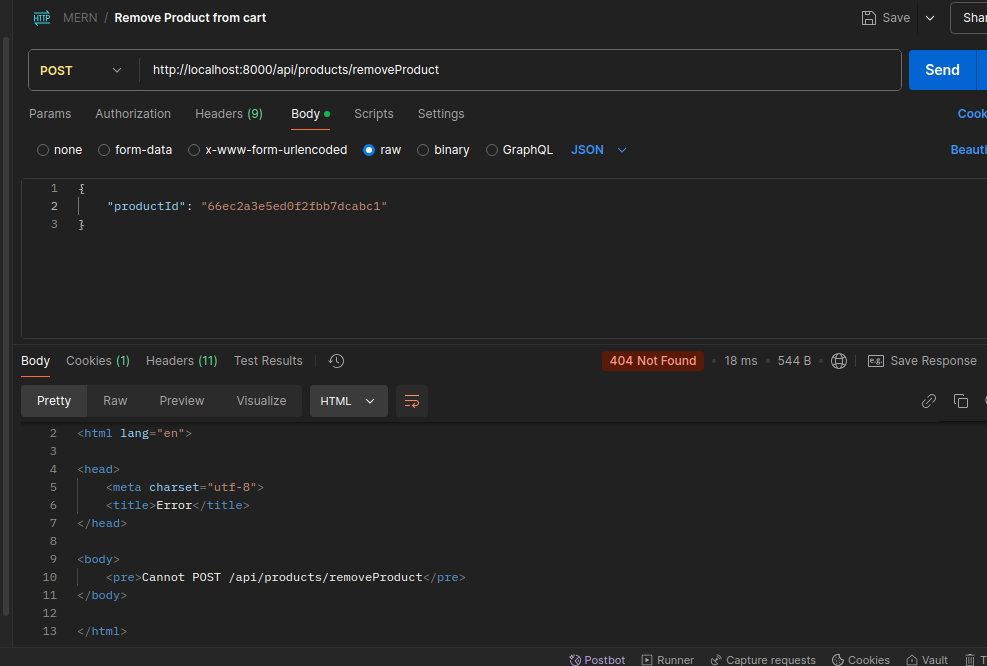 HTTP MERN / Remove Product from cart Save Shar
POST http://localhost:8000/api/products/removeProduct Send
Params Authorization Headers (9) Body Scripts Settings Cook
none form-data x-www-form-urlencoded raw binary GraphQL JSON Beauti
1 {
2 "productId": "66ec2a3e5ed0f2fbb7dcabc1"
3 }
Body Cookies (1) Headers (11) Test Results 404 Not Found 18 ms 544 B e.g. Save Response
Pretty Raw Preview Visualize HTML
2 <html lang="en">
3
4 <head>
5 <meta charset="utf-8">
6 <title>Error</title>
7 </head>
8
9 <body>
10 <pre>Cannot POST /api/products/removeProduct</pre>
11 </body>
12
13 </html>
Postbot Runner Capture requests Cookies Vault T